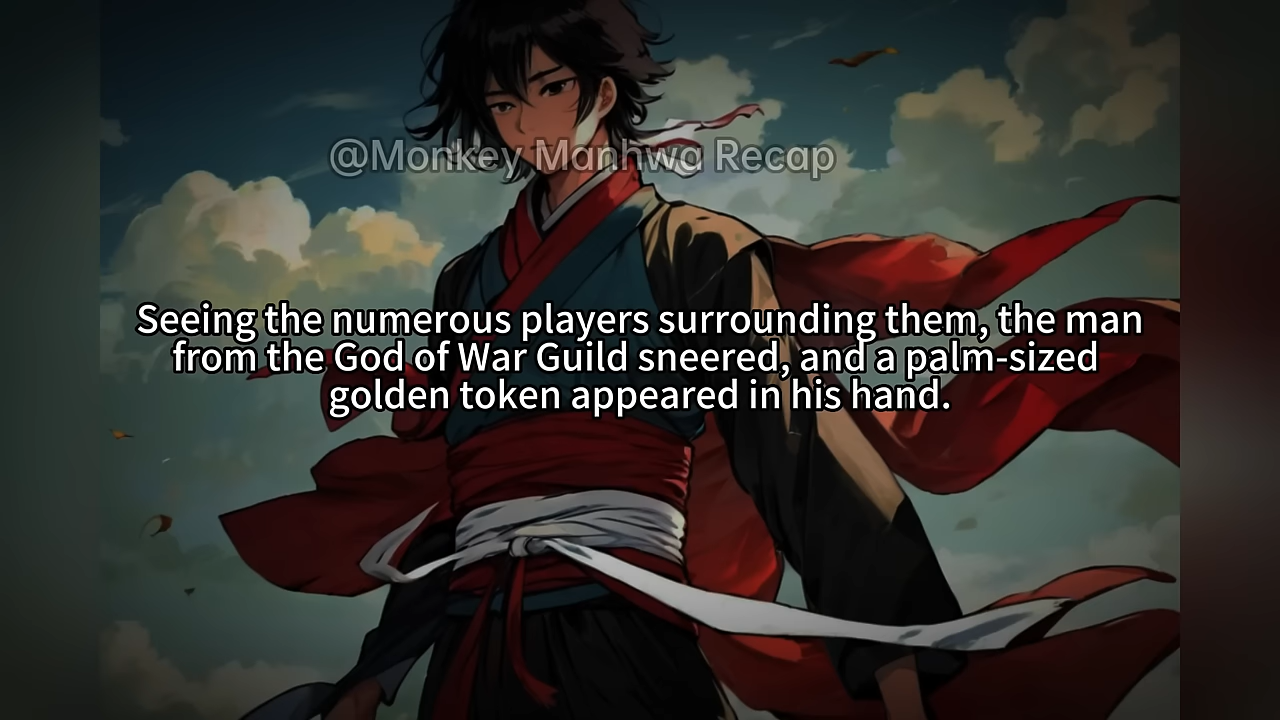 @Monkey Manhwa Recap
Seeing the numerous players surrounding them, the man
from the God of War Guild sneered, and a palm-sized
golden token appeared in his hand.